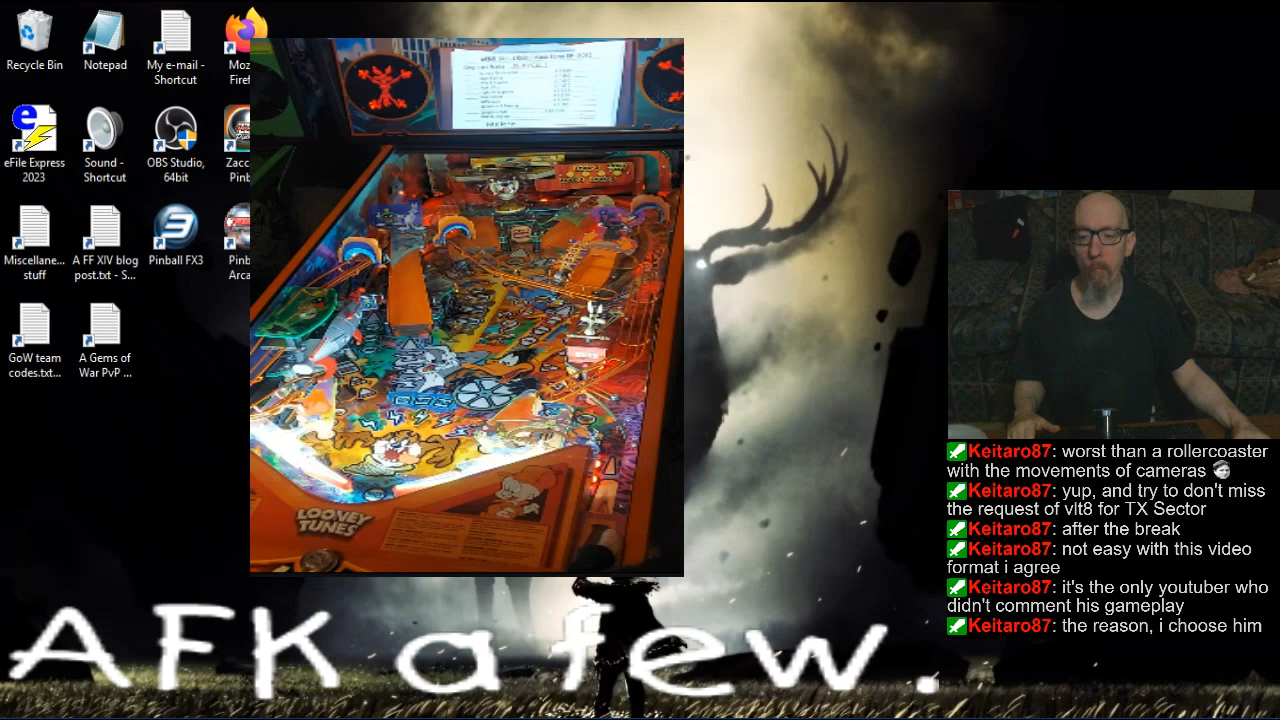 Recycle Bin
Notepad
My e-mail -
Shortcut
Moz
Firef
eFile Express
2023
Sound -
Shortcut
OBS Studio,
64bit
Zacc
Pinb
Miscellane...
stuff
A FF XIV blog
post.txt - S...
Pinball FX3
Pinb
Arca
GoW team
codes.txt...
A Gems of
War PvP ...
LOONEY
TUNES
AFK a few.
Keitaro87: worst than a rollercoaster
with the movements of cameras
Keitaro87: yup, and try to don't miss
the request of vlt8 for TX Sector
Keitaro87: after the break
Keitaro87: not easy with this video
format i agree
Keitaro87: it's the only youtuber who
didn't comment his gameplay
Keitaro87: the reason, i choose him